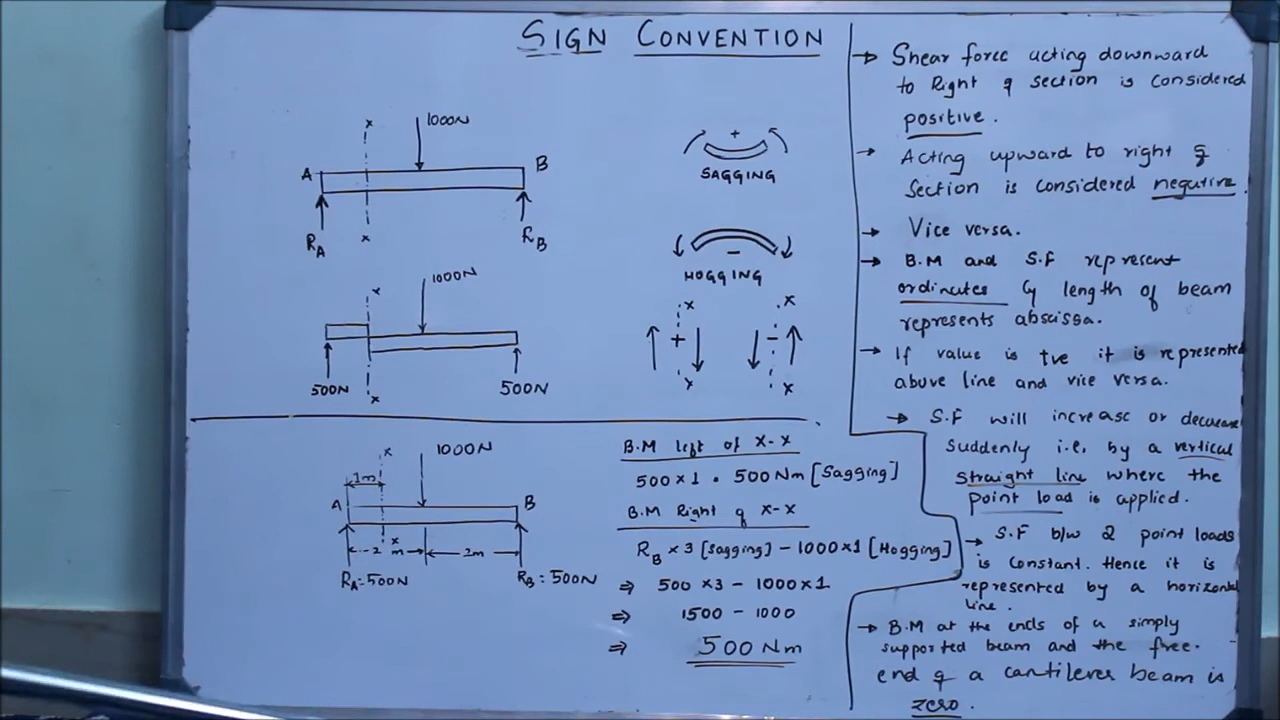 SIGN CONVENTION
x
1000N
A
B
x
RA
RB
+
SAGGING
-
HOGGING
x
1000N
500N
x
500N
x
x
+
-
x
x
1m
x
1000N
A
B
2 x m
2m
RA=500N
RB=500N
B.M left of x-x
500×1 = 500Nm [Sagging]
B.M Right of x-x
RB×3 [Sagging] - 1000×1 [Hogging]
⇒ 500×3 - 1000×1
⇒ 1500 - 1000
⇒ 500Nm
→ Shear force acting downward
to Right of section is considered
positive.
→ Acting upward to right of
Section is considered negative.
→ Vice versa.
→ B.M and S.F represent
ordinates & length of beam
represents abscissa.
→ If value is +ve it is represented
above line and vice versa.
→ S.F will increase or decrease
suddenly i.e, by a vertical
straight line where the
point load is applied.
→ S.F b/w 2 point loads
is constant. Hence it is
represented by a horizontal
line.
→ B.M at the ends of a simply
supported beam and the free
end of a cantilever beam is
zero.